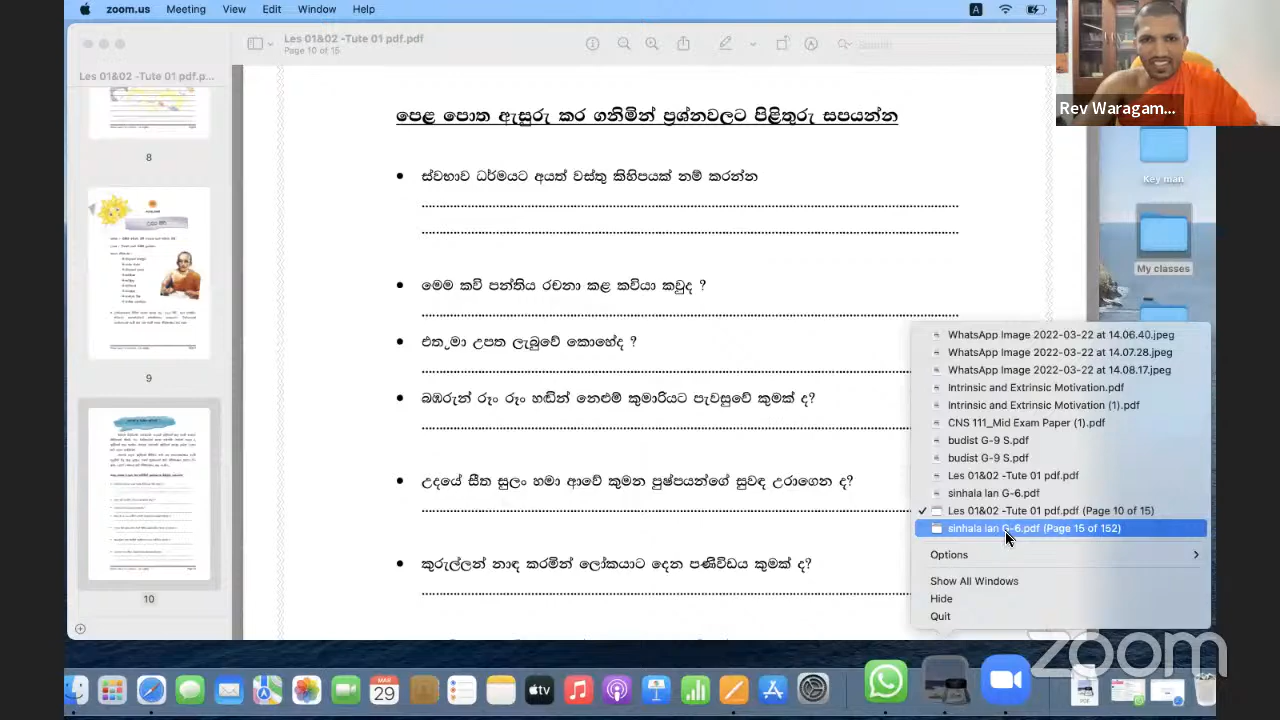 zoom.us Meeting View Edit Window Help
A
Les 01&02 -Tute 01 pdf.pdf
Page 10 of 15
Search
Les 01&02 -Tute 01 pdf.p...
8
9
10
පෙළ පොත ඇසුරු කර ගනිමින් ප්‍රශ්නවලට පිළිතුරු සපයන්න
• ස්වභාව ධර්මයට අයත් වස්තු කිහිපයක් නම් කරන්න
• මෙම කවි පන්තිය රචනා කළ කවියා කවුද ?
• එතුමා උපත ලැබුවේ කොහේද ?
• බඹරුන් රූං රූං හඬින් නෙළුම් කුමාරියට පැවසුවේ කුමක් ද?
• උදයේ සීත සුලං හමා ආවේ කුමන පුෂ්පයන්ගේ සුවඳ උරාගෙන ද?
• කුරුල්ලන් නාද කරමින් ලෝකයාට දෙන පණිවිඩය කුමක් ද?
Rev Waragam...
Key man
My classes
WhatsApp Image 2022-03-22 at 14.06.40.jpeg
WhatsApp Image 2022-03-22 at 14.07.28.jpeg
WhatsApp Image 2022-03-22 at 14.08.17.jpeg
Intrinsic and Extrinsic Motivation.pdf
Intrinsic and Extrinsic Motivation (1).pdf
CNS 111_Mid Exam Paper (1).pdf
budist G-9 S.pdf
budist G-9 S.pdf
Les 01&02 -Tute 01 pdf.pdf
sinhala lan G-6.pdf
✓ Les 01&02 -Tute 01 pdf.pdf (Page 10 of 15)
sinhala lan G-6.pdf (Page 15 of 152)
Options
Show All Windows
Hide
Quit
zoom
MAR
29
tv